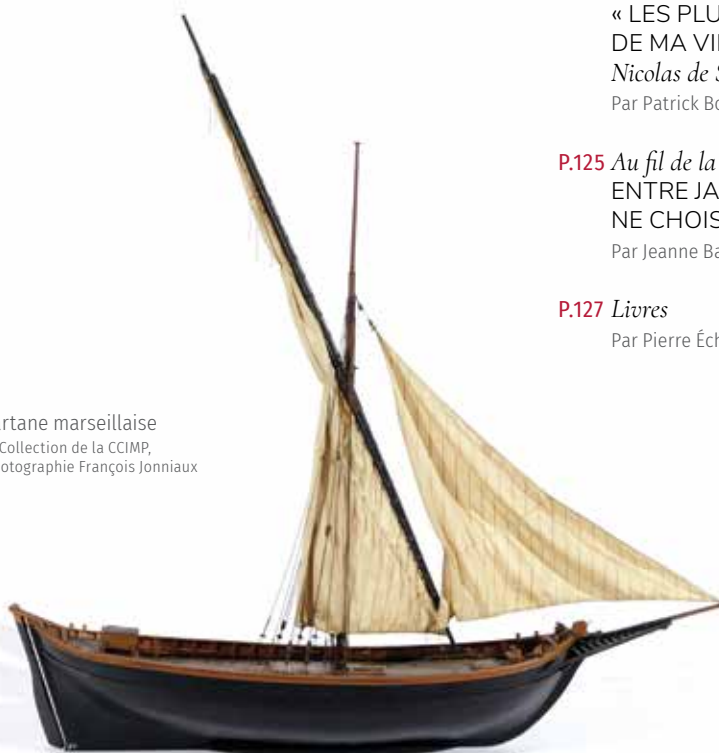 « LES PLU
DE MA VIE
Nicolas de S
Par Patrick Bo
P.125 Au fil de la
ENTRE JA
NE CHOIS
Par Jeanne Ba
P.127 Livres
Par Pierre Éch
rtane marseillaise
Collection de la CCIMP,
otographie François Jonniaux